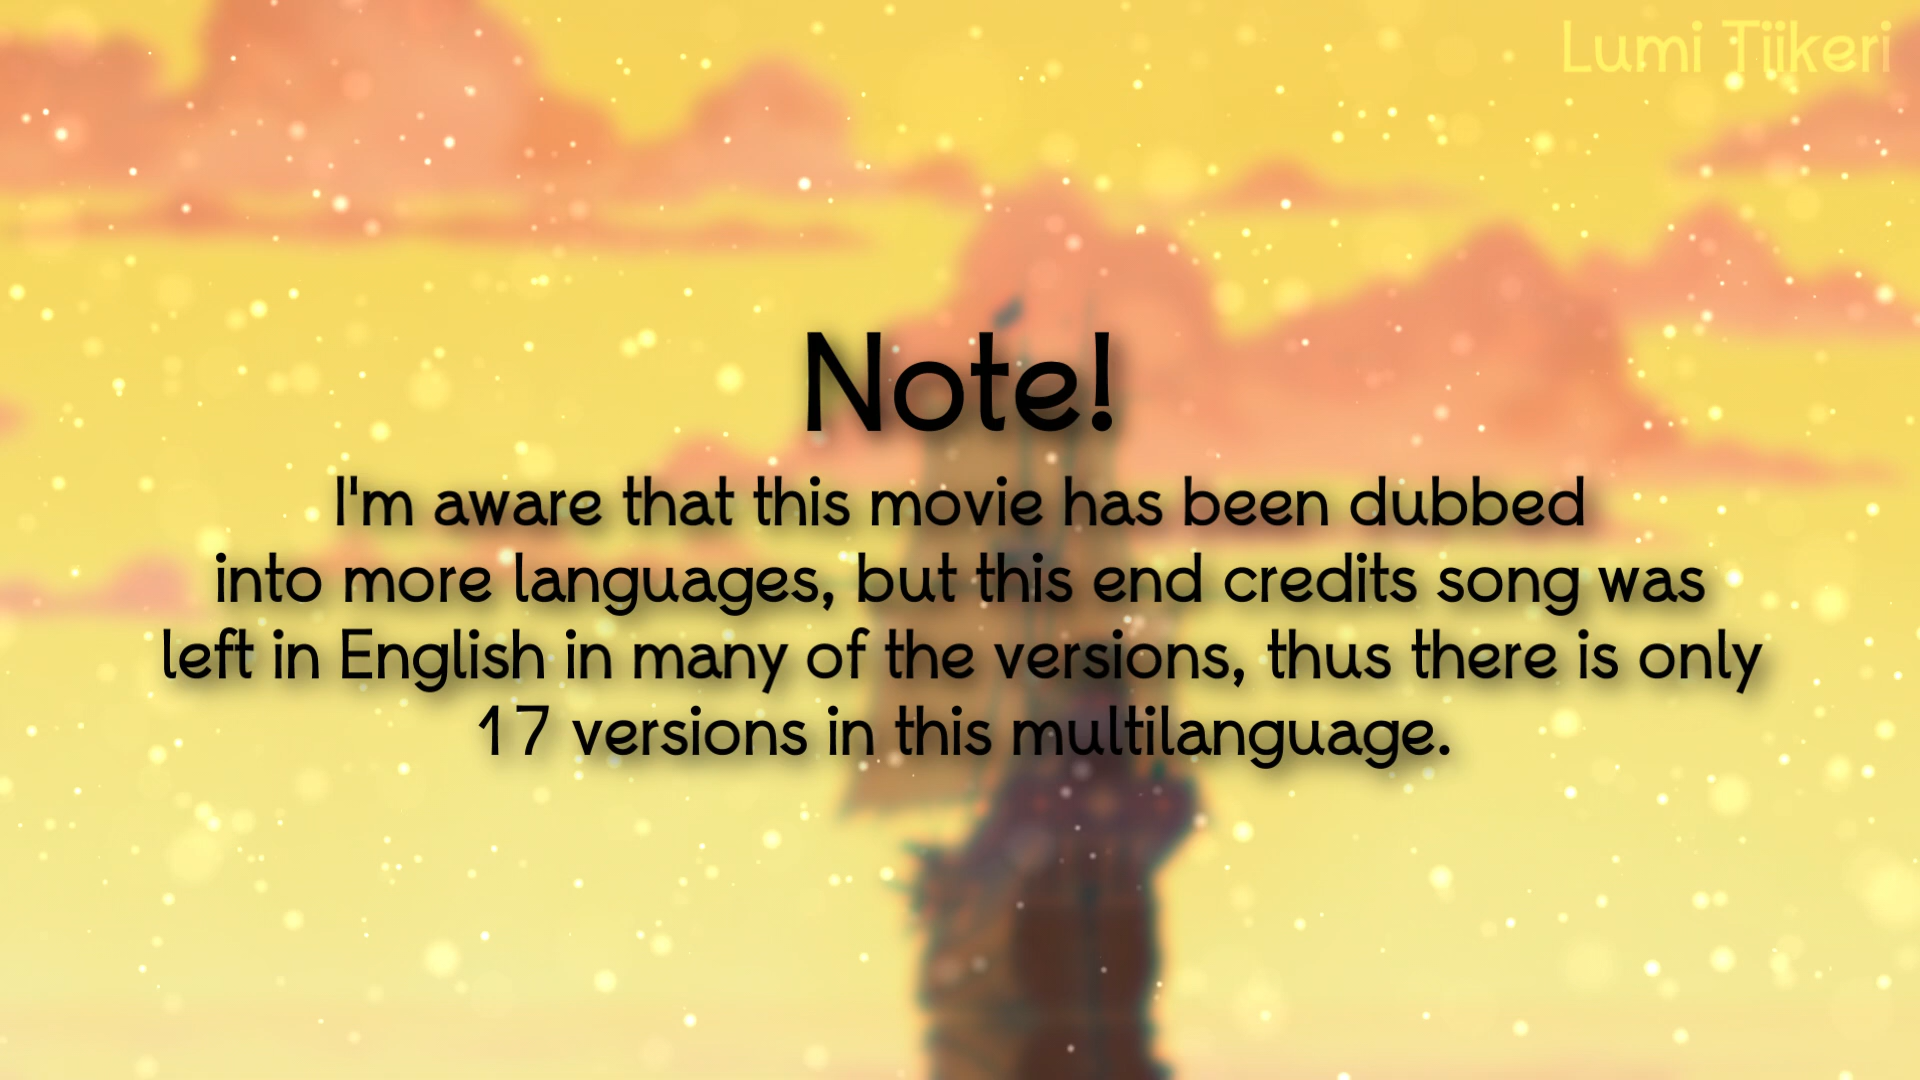 Lumi Tiikeri
Note!
I'm aware that this movie has been dubbed
into more languages, but this end credits song was
left in English in many of the versions, thus there is only
17 versions in this multilanguage.